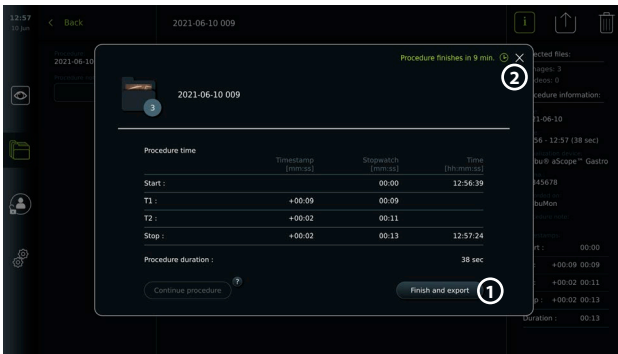 12:57
10 Jun
Back
2021-06-10 009
i
Procedure
2021-06-10
Procedure finishes in 9 min.
2
2021-06-10 009
3
Procedure time
Timestamp [mm:ss] Stopwatch [mm:ss] Time [hh:mm:ss]
Start : 00:00 12:56:39
T1 : +00:09 00:09
T2 : +00:02 00:11
Stop : +00:02 00:13 12:57:24
Procedure duration : 38 sec
Continue procedure ?
Finish and export 1
ected files:
ages: 3
deos: 0
cedure information:
21-06-10
56 - 12:57 (38 sec)
bu® aScope™ Gastro
345678
buMon
rt : 00:00
+00:09 00:09
+00:02 00:11
p : +00:02 00:13
Duration : 00:13